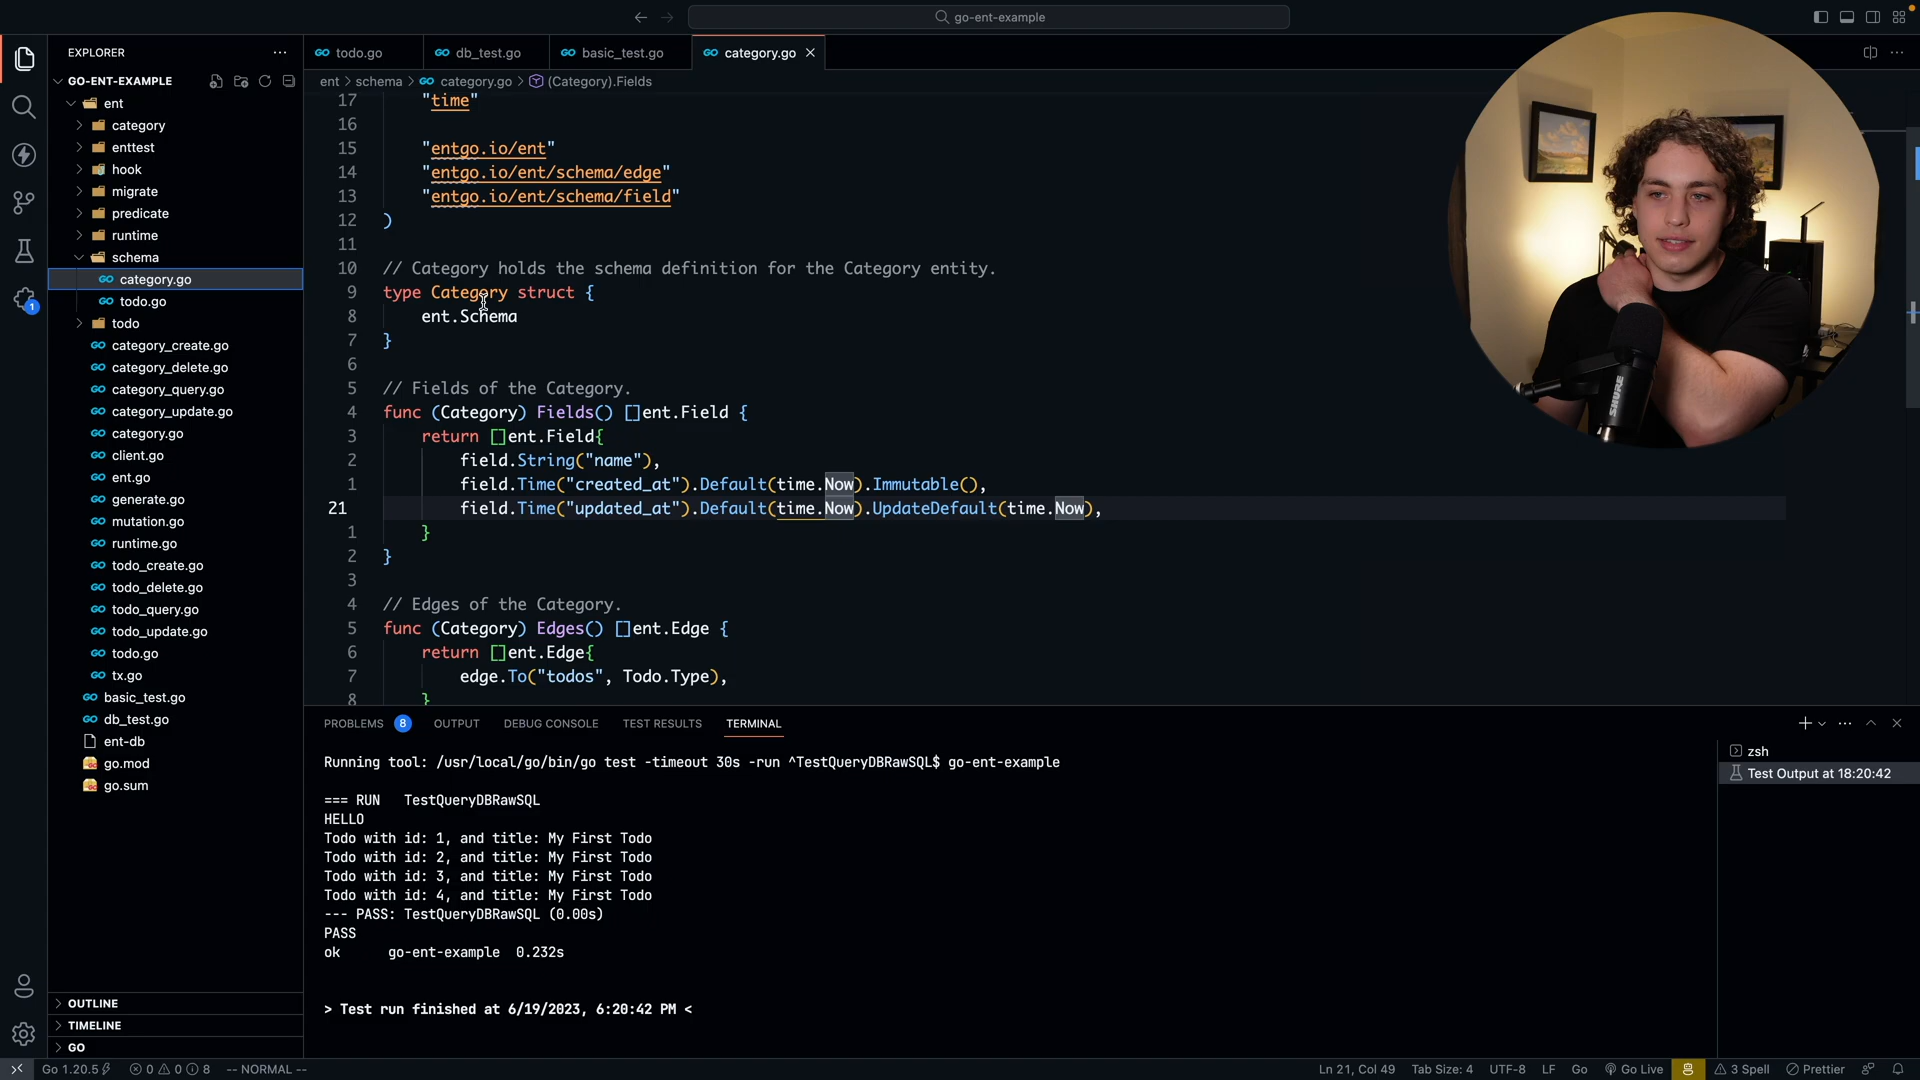 go-ent-example
EXPLORER
GO-ENT-EXAMPLE
ent
category
enttest
hook
migrate
predicate
runtime
schema
category.go
todo.go
todo
category_create.go
category_delete.go
category_query.go
category_update.go
category.go
client.go
ent.go
generate.go
mutation.go
runtime.go
todo_create.go
todo_delete.go
todo_query.go
todo_update.go
todo.go
tx.go
basic_test.go
db_test.go
ent-db
go.mod
go.sum
OUTLINE
TIMELINE
GO
1
todo.go db_test.go basic_test.go category.go
ent > schema > category.go > (Category).Fields
17 "time"
16
15 "entgo.io/ent"
14 "entgo.io/ent/schema/edge"
13 "entgo.io/ent/schema/field"
12 )
11
10 // Category holds the schema definition for the Category entity.
9 type Category struct {
8 ent.Schema
7 }
6
5 // Fields of the Category.
4 func (Category) Fields() []ent.Field {
3 return []ent.Field{
2 field.String("name"),
1 field.Time("created_at").Default(time.Now).Immutable(),
21 field.Time("updated_at").Default(time.Now).UpdateDefault(time.Now),
1 }
2 }
3
4 // Edges of the Category.
5 func (Category) Edges() []ent.Edge {
6 return []ent.Edge{
7 edge.To("todos", Todo.Type),
8 }
PROBLEMS 8 OUTPUT DEBUG CONSOLE TEST RESULTS TERMINAL
Running tool: /usr/local/go/bin/go test -timeout 30s -run ^TestQueryDBRawSQL$ go-ent-example
=== RUN TestQueryDBRawSQL
HELLO
Todo with id: 1, and title: My First Todo
Todo with id: 2, and title: My First Todo
Todo with id: 3, and title: My First Todo
Todo with id: 4, and title: My First Todo
--- PASS: TestQueryDBRawSQL (0.00s)
PASS
ok go-ent-example 0.232s
> Test run finished at 6/19/2023, 6:20:42 PM <
zsh
Test Output at 18:20:42
SHURE
Go 1.20.5 0 0 8 -- NORMAL -- Ln 21, Col 49 Tab Size: 4 UTF-8 LF Go Go Live 3 Spell Prettier